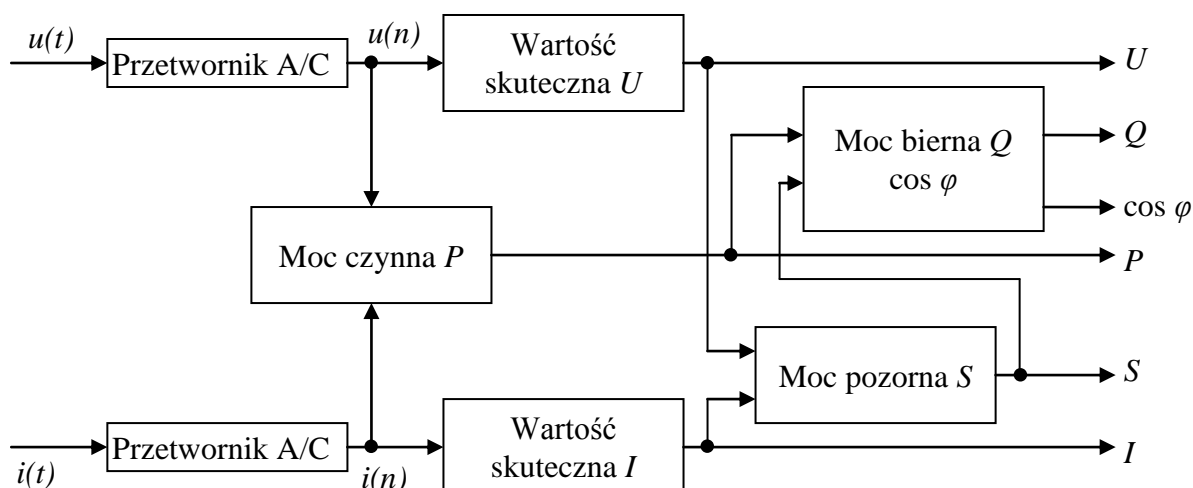 u(t)
Przetwornik A/C
u(n)
Wartość
skuteczna U
U
Moc bierna Q
cos φ
Q
cos φ
Moc czynna P
P
Moc pozorna S
S
i(t)
Przetwornik A/C
i(n)
Wartość
skuteczna I
I